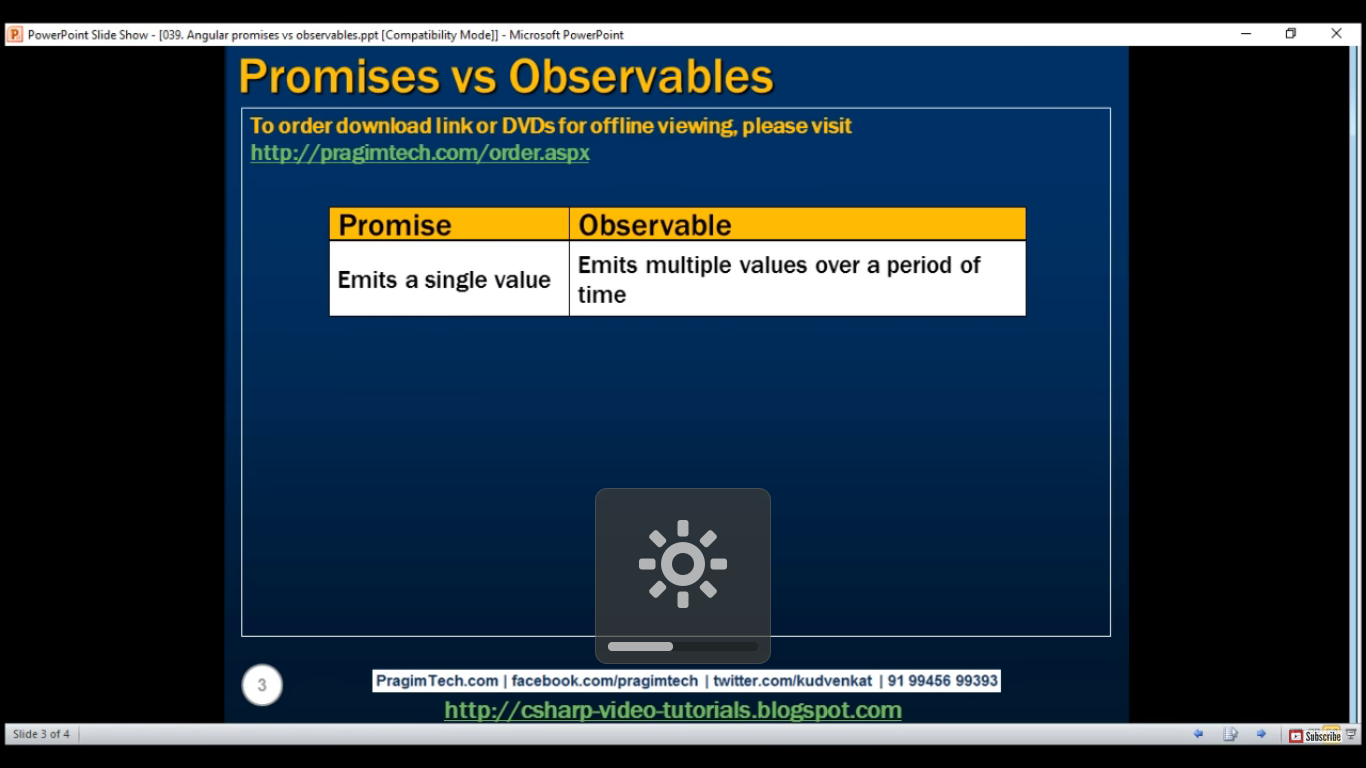 PowerPoint Slide Show - [039. Angular promises vs observables.ppt [Compatibility Mode]] - Microsoft PowerPoint
Promises vs Observables
To order download link or DVDs for offline viewing, please visit
http://pragimtech.com/order.aspx
Promise
Observable
Emits a single value
Emits multiple values over a period of
time
3
PragimTech.com | facebook.com/pragimtech | twitter.com/kudvenkat | 91 99456 99393
http://csharp-video-tutorials.blogspot.com
Slide 3 of 4
Subscribe